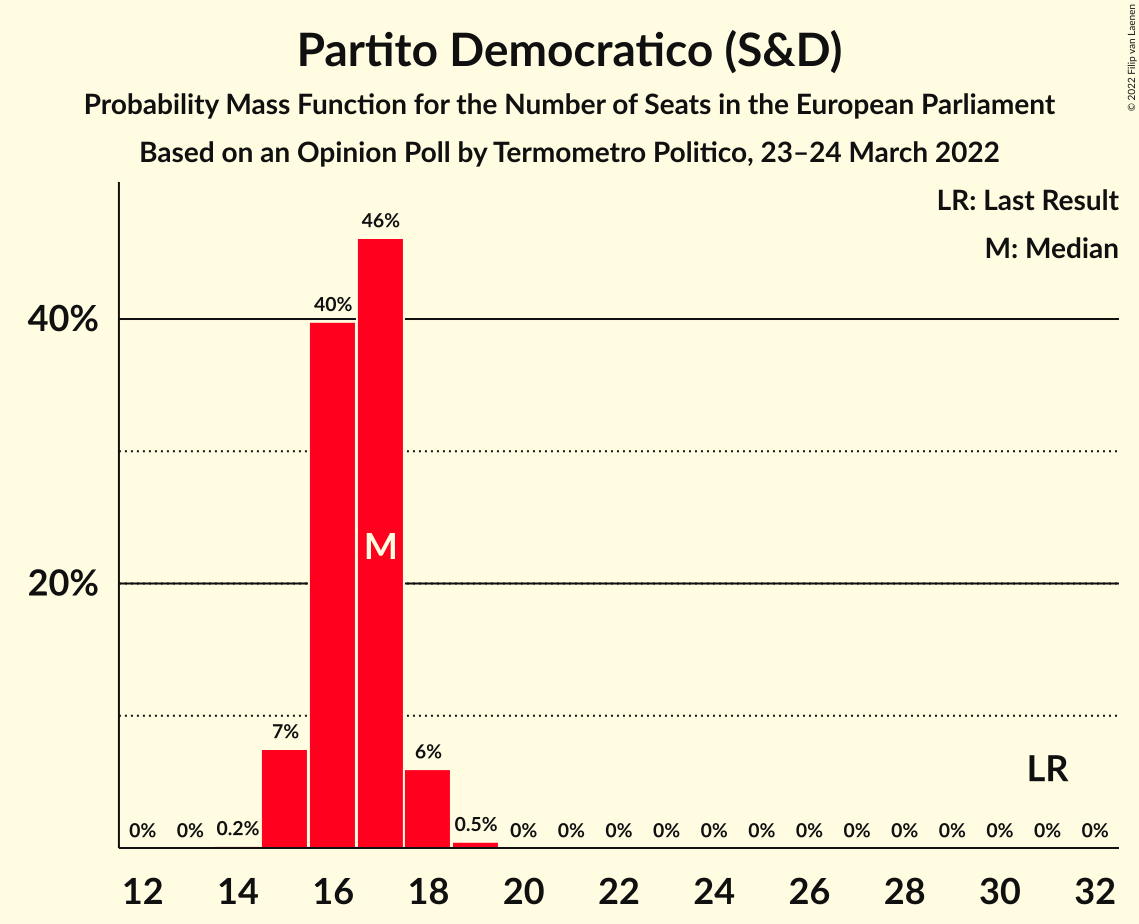 Partito Democratico (S&D)
Probability Mass Function for the Number of Seats in the European Parliament
Based on an Opinion Poll by Termometro Politico, 23–24 March 2022
© 2022 Filip van Laenen
LR: Last Result
M: Median
46%
40%
40%
M
20%
7%
6%
LR
0% 0% 0.2% 0.5% 0% 0% 0% 0% 0% 0% 0% 0% 0% 0% 0% 0% 0%
12 14 16 18 20 22 24 26 28 30 32